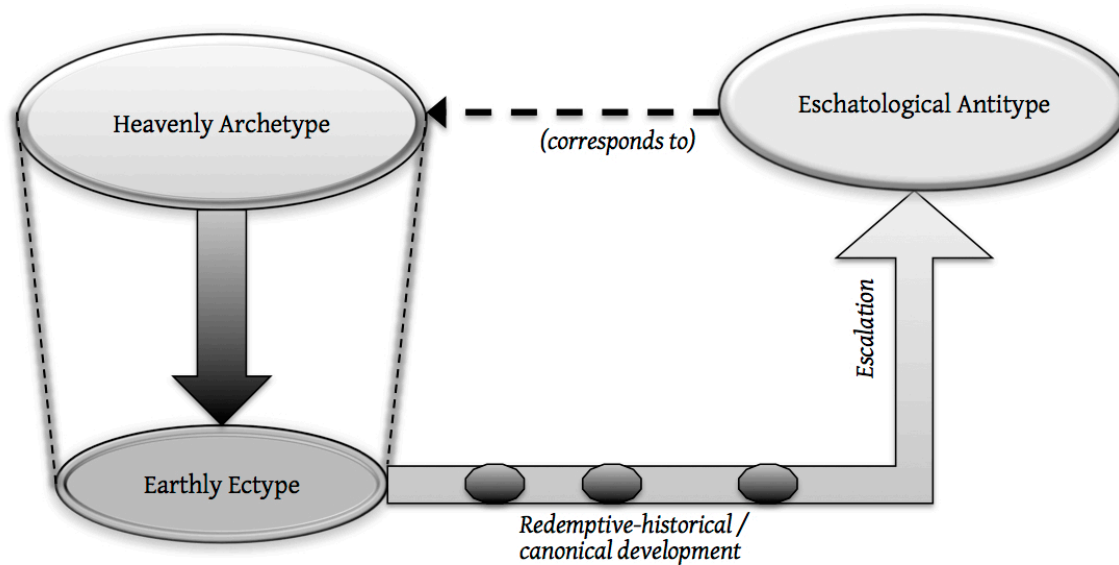 Heavenly Archetype
Eschatological Antitype
(corresponds to)
Escalation
Earthly Ectype
Redemptive-historical /
canonical development